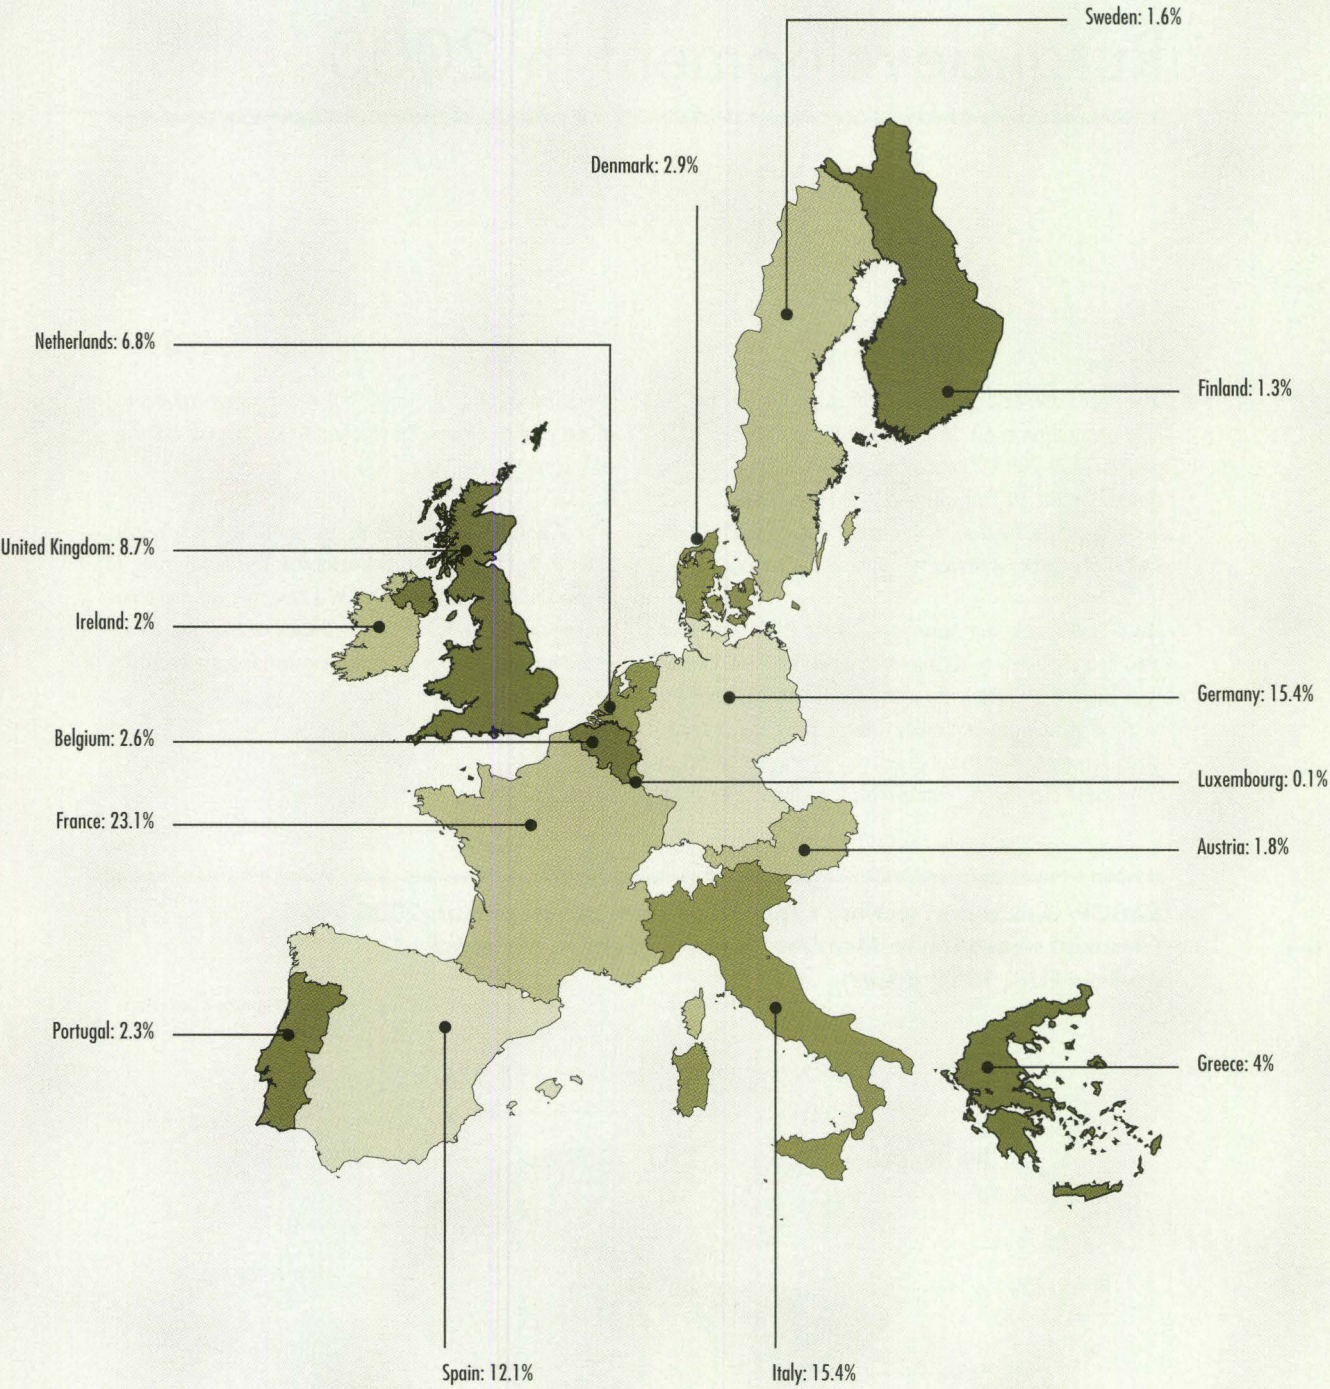 Sweden: 1.6%
Denmark: 2.9%
Netherlands: 6.8%
Finland: 1.3%
United Kingdom: 8.7%
Ireland: 2%
Germany: 15.4%
Belgium: 2.6%
Luxembourg: 0.1%
France: 23.1%
Austria: 1.8%
Portugal: 2.3%
Greece: 4%
Spain: 12.1%
Italy: 15.4%